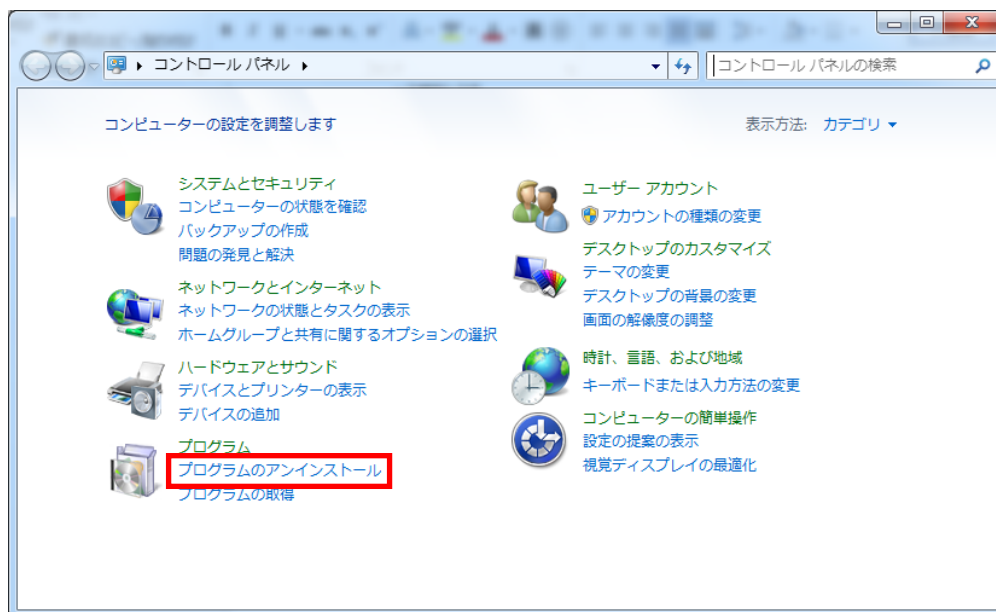 コントロール パネル
コントロール パネルの検索
コンピューターの設定を調整します
表示方法: カテゴリ
システムとセキュリティ
コンピューターの状態を確認
バックアップの作成
問題の発見と解決
ネットワークとインターネット
ネットワークの状態とタスクの表示
ホームグループと共有に関するオプションの選択
ハードウェアとサウンド
デバイスとプリンターの表示
デバイスの追加
プログラム
プログラムのアンインストール
プログラムの取得
ユーザー アカウント
アカウントの種類の変更
デスクトップのカスタマイズ
テーマの変更
デスクトップの背景の変更
画面の解像度の調整
時計、言語、および地域
キーボードまたは入力方法の変更
コンピューターの簡単操作
設定の提案の表示
視覚ディスプレイの最適化